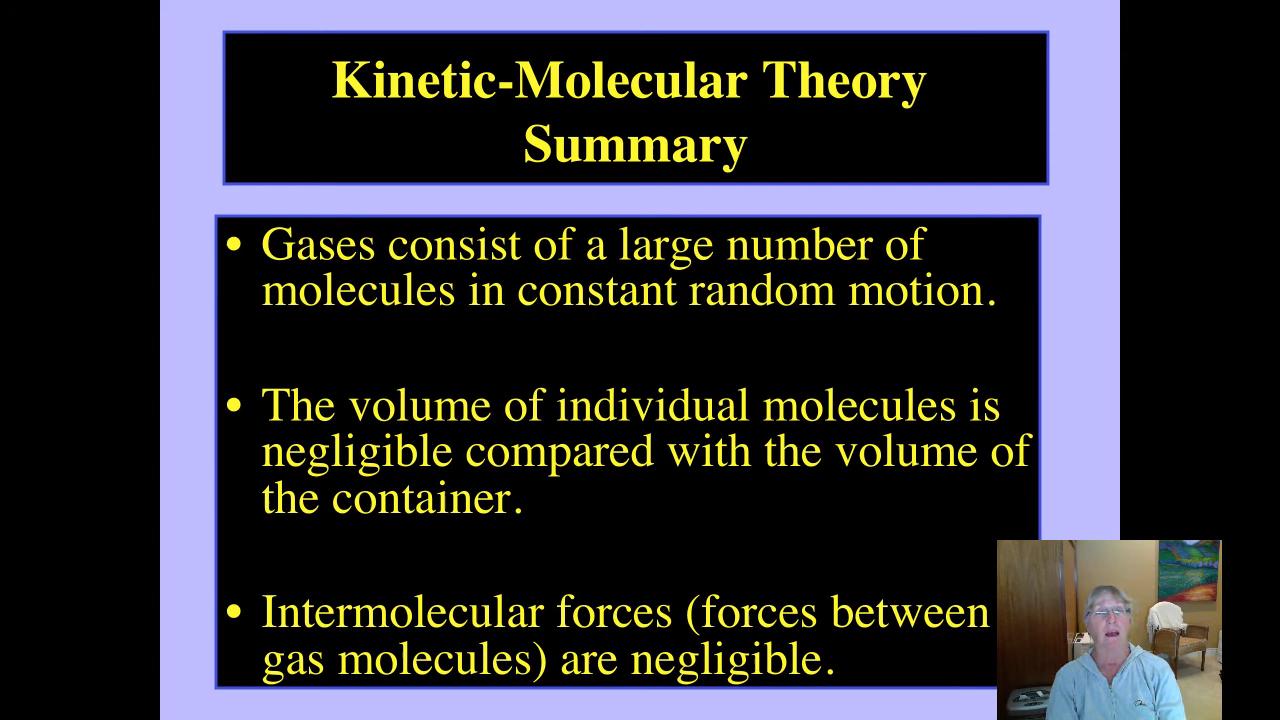 Kinetic-Molecular Theory
Summary
• Gases consist of a large number of
molecules in constant random motion.
• The volume of individual molecules is
negligible compared with the volume of
the container.
• Intermolecular forces (forces between
gas molecules) are negligible.